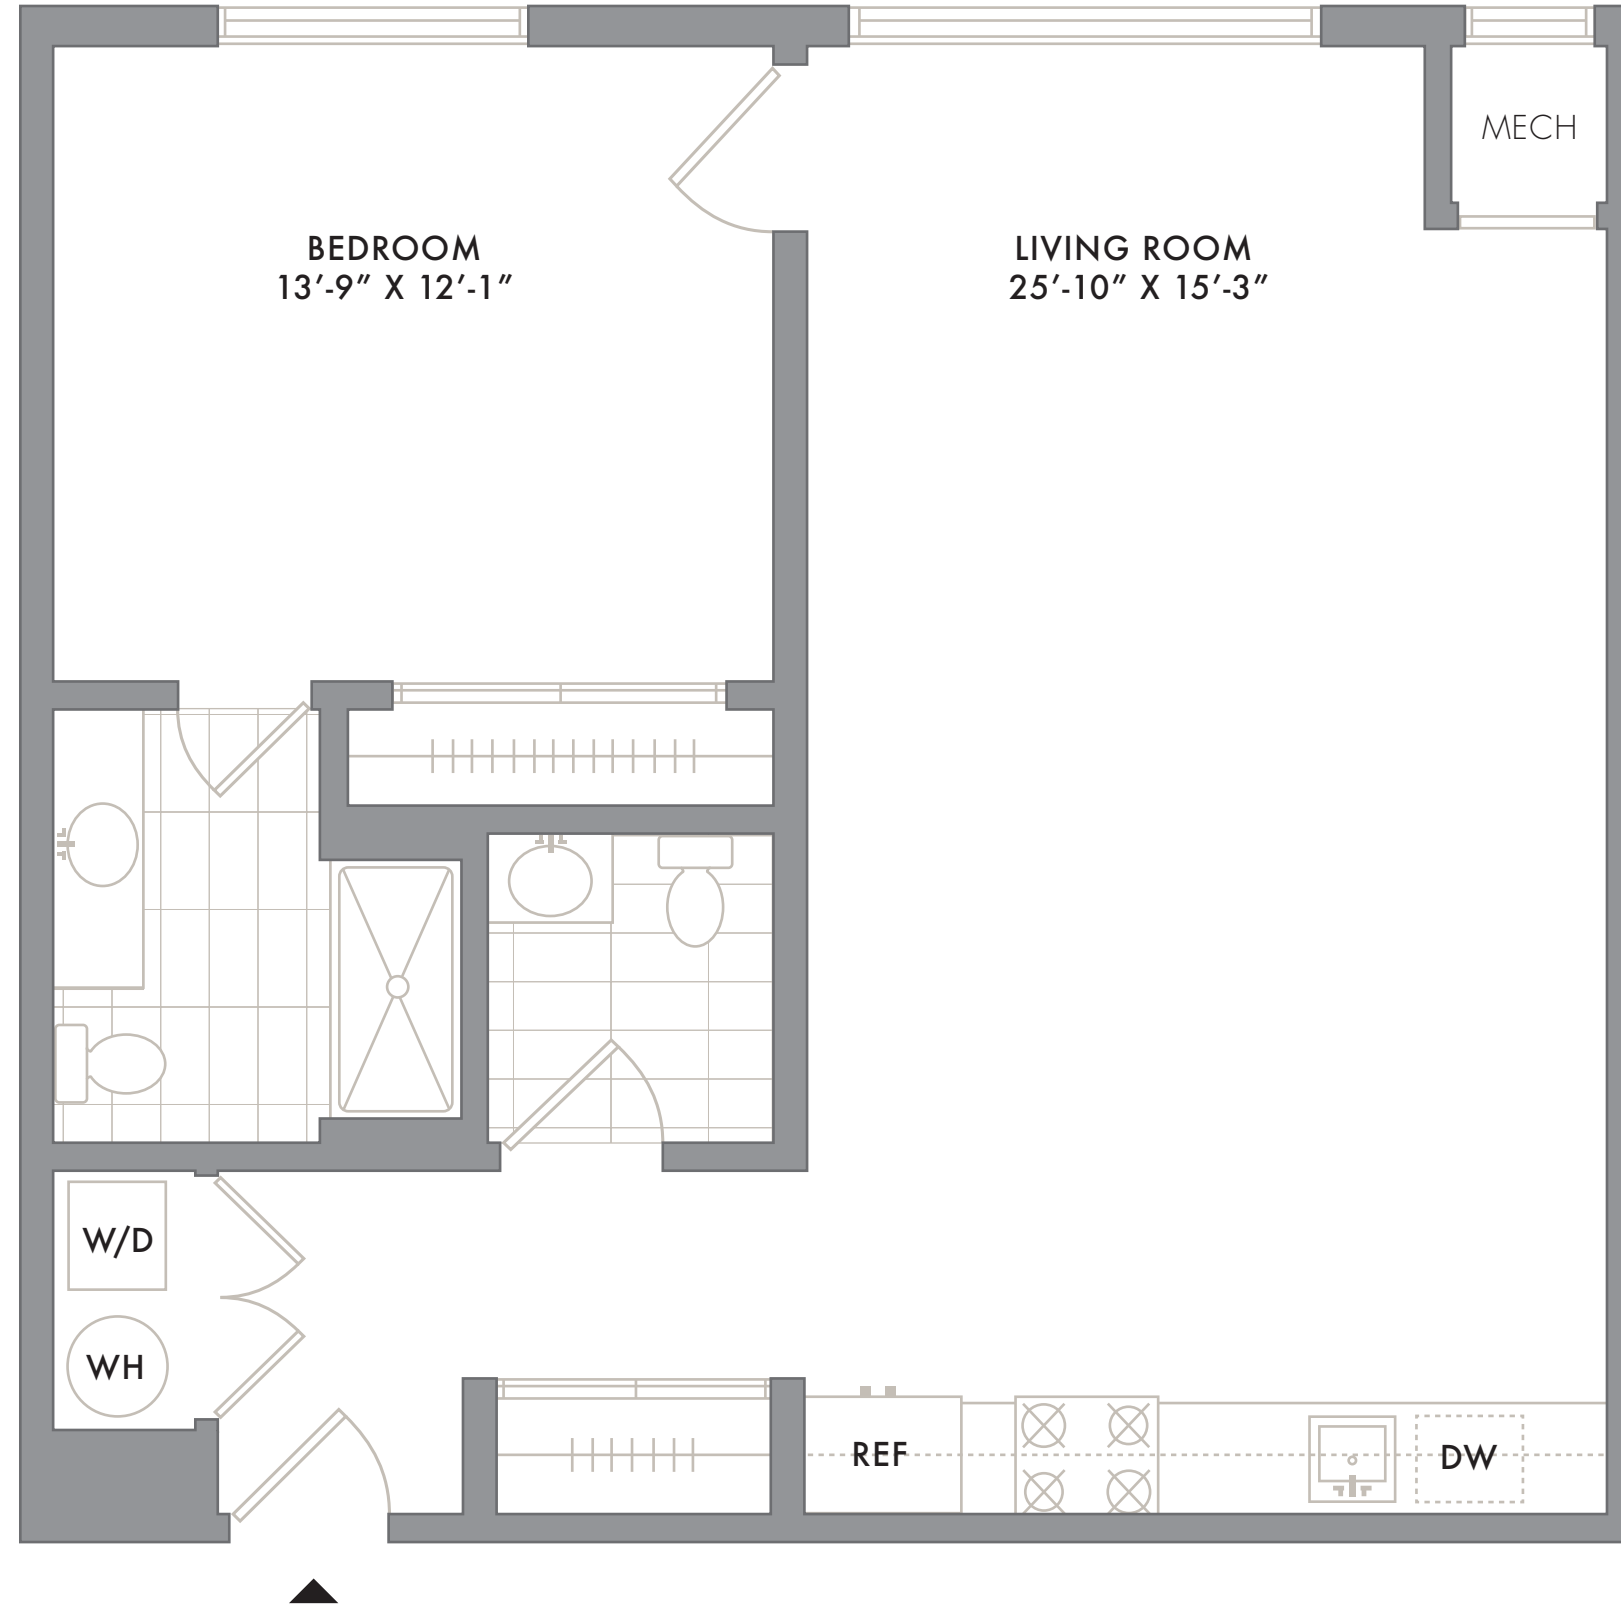 MECH
BEDROOM
13′-9″ X 12′-1″
LIVING ROOM
25′-10″ X 15′-3″
W/D
WH
REF
DW